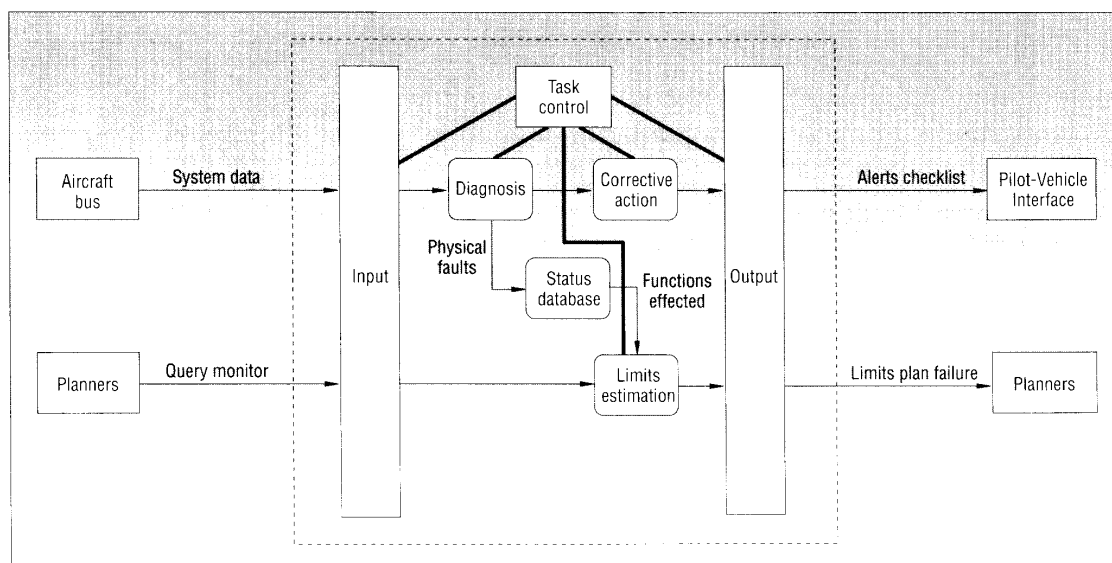 Task
control
Aircraft
bus
System data
Diagnosis
Corrective
action
Alerts checklist
Pilot-Vehicle
Interface
Physical
faults
Input
Status
database
Functions
effected
Output
Planners
Query monitor
Limits
estimation
Limits plan failure
Planners